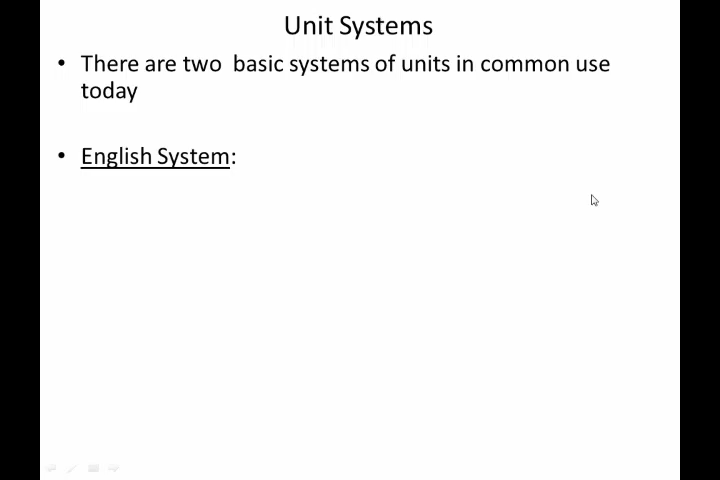 Unit Systems
• There are two  basic systems of units in common use
today
• English System: